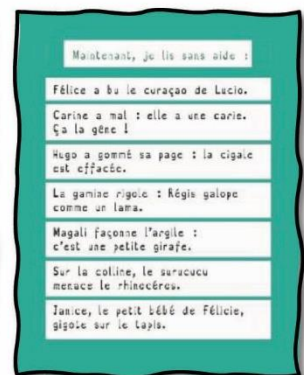 Maintenant, je lis sans aide :
Félice a bu le curaçao de Lucio.
Carine a mal : elle a une carie.
Ça la gêne !
Hugo a gommé sa page : la cigale
est effacée.
La gamine rigole : Régis galope
comme un lama.
Magali façonne l'argile :
c'est une petite girafe.
Sur la colline, le surucucu
menace le rhinocéros.
Janice, le petit bébé de Félicie,
gigote sur le tapis.